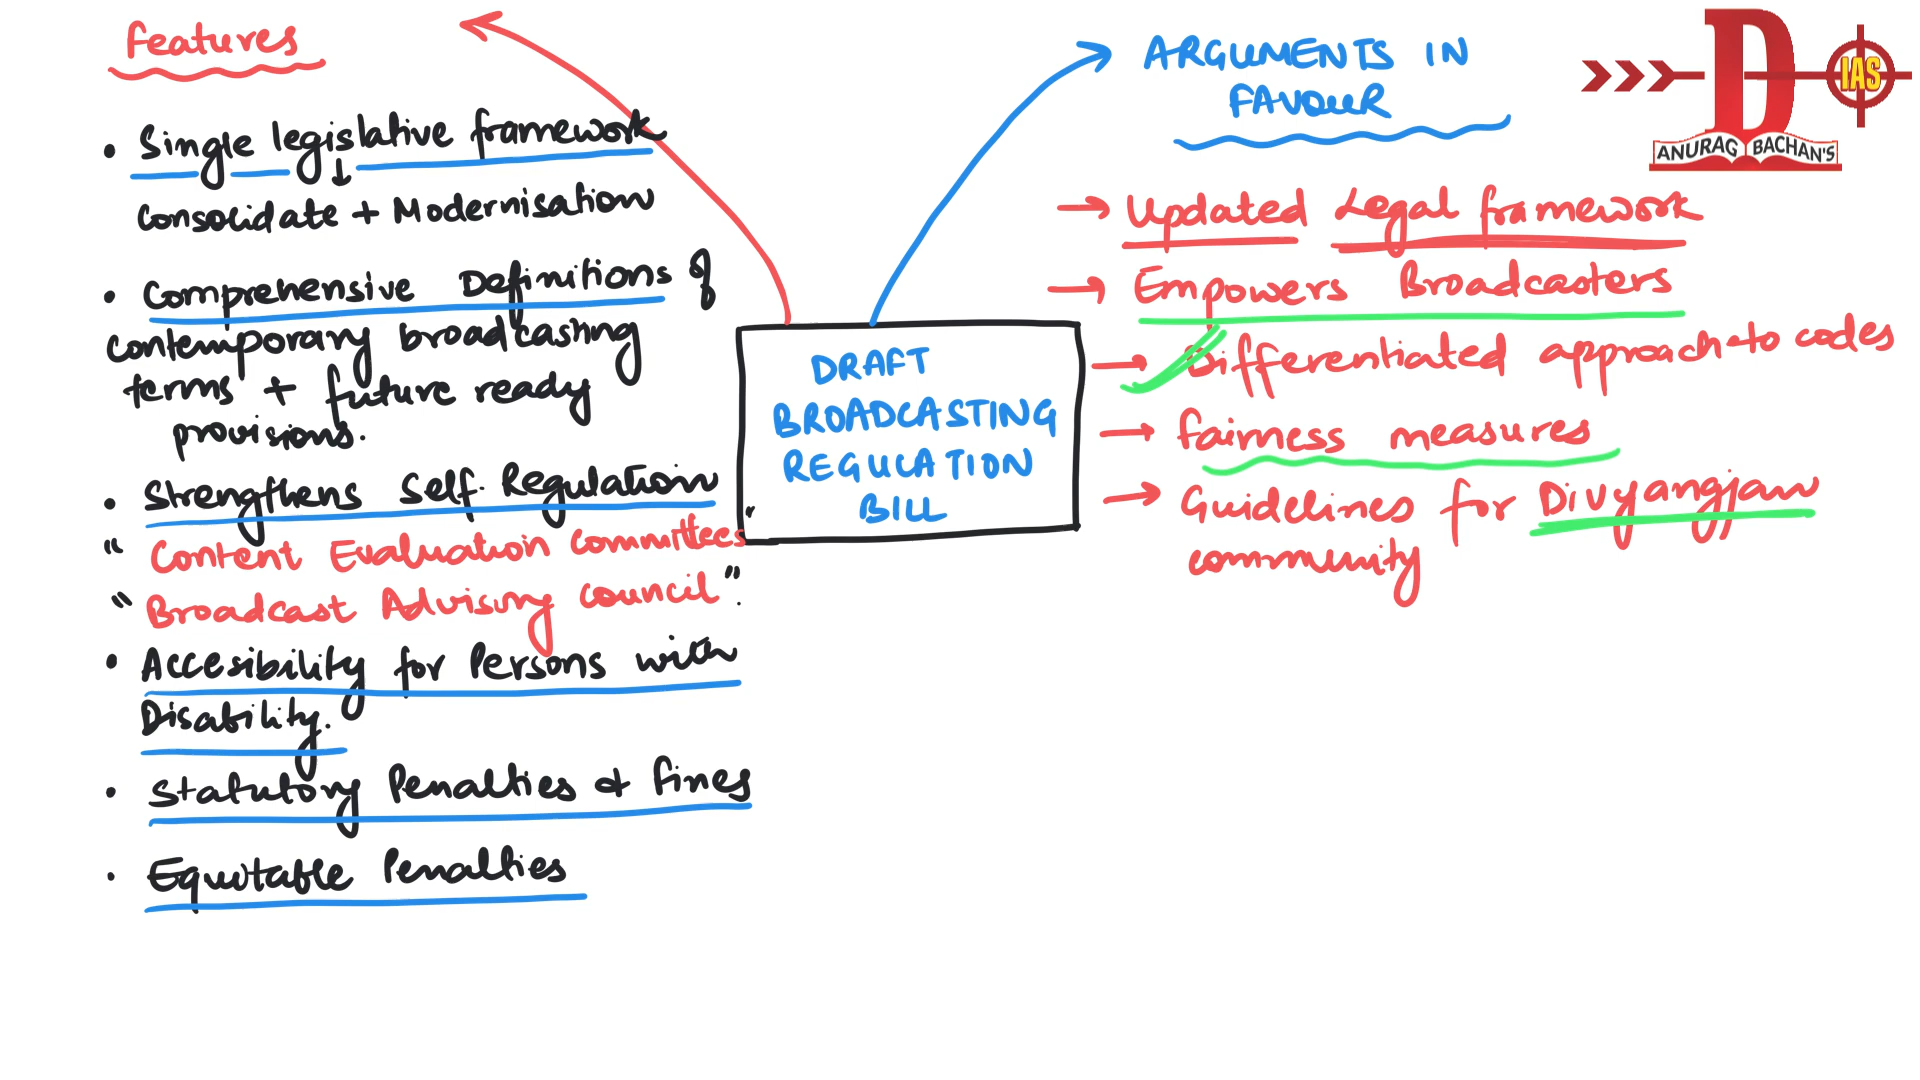 Features
• Single legislative framework
Consolidate + Modernisation
• Comprehensive Definitions of
contemporary broadcasting
terms + future ready
provisions.
• Strengthens Self-Regulation
"Content Evaluation Committees"
"Broadcast Advisory council".
• Accesibility for Persons with
Disability.
• Statutory Penalties & fines
• Equitable Penalties
DRAFT
BROADCASTING
REGULATION
BILL
ARGUMENTS IN
FAVOUR
→ Updated Legal framework
→ Empowers Broadcasters
→ Differentiated approach to codes
→ fairness measures
→ Guidelines for Divyangjan
community
D
IAS
ANURAG BACHAN'S